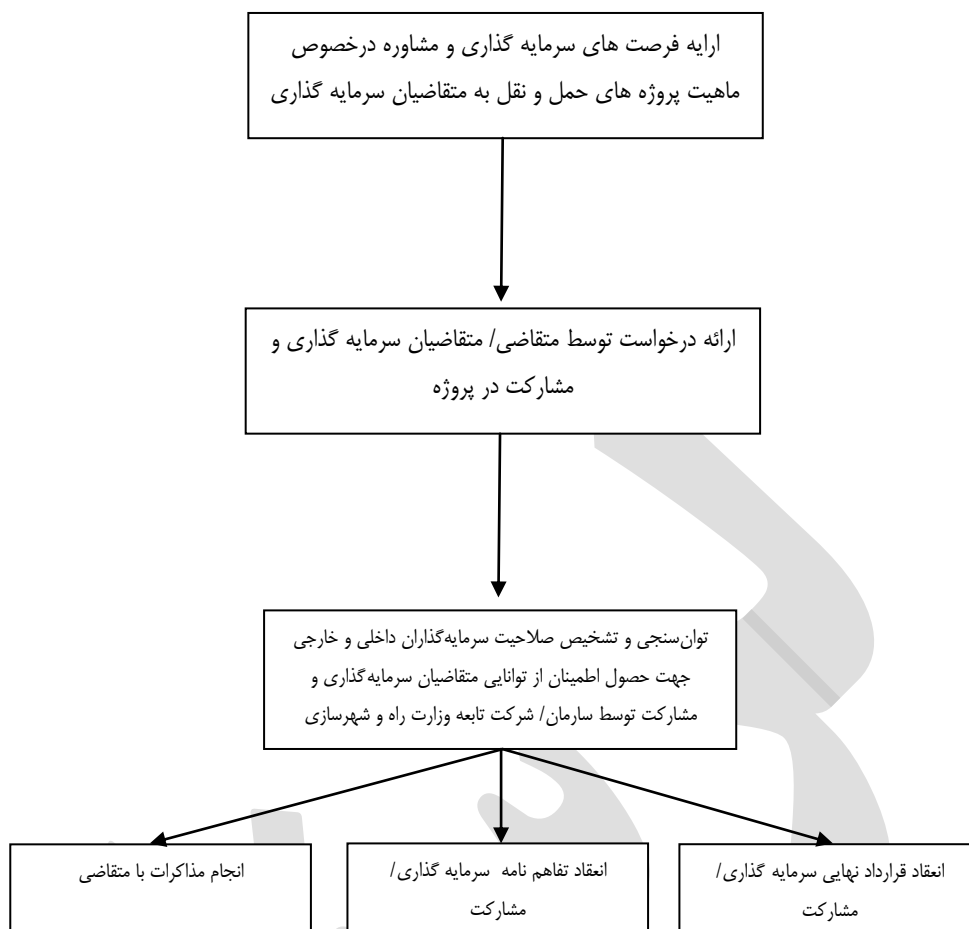 ارایه فرصت های سرمایه گذاری و مشاوره درخصوص
ماهیت پروژه های حمل و نقل به متقاضیان سرمایه گذاری
ارائه درخواست توسط متقاضی/ متقاضیان سرمایه گذاری و
مشارکت در پروژه
توان‌سنجی و تشخیص صلاحیت سرمایه‌گذاران داخلی و خارجی
جهت حصول اطمینان از توانایی متقاضیان سرمایه‌گذاری و
مشارکت توسط سارمان/ شرکت تابعه وزارت راه و شهرسازی
انعقاد قرارداد نهایی سرمایه گذاری/
مشارکت
انعقاد تفاهم نامه سرمایه گذاری/
مشارکت
انجام مذاکرات با متقاضی